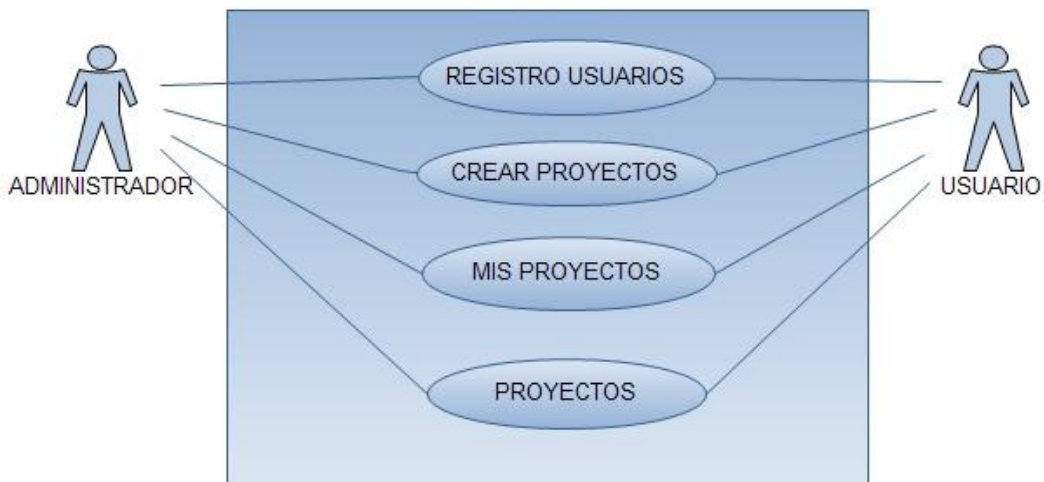 REGISTRO USUARIOS
CREAR PROYECTOS
ADMINISTRADOR
USUARIO
MIS PROYECTOS
PROYECTOS